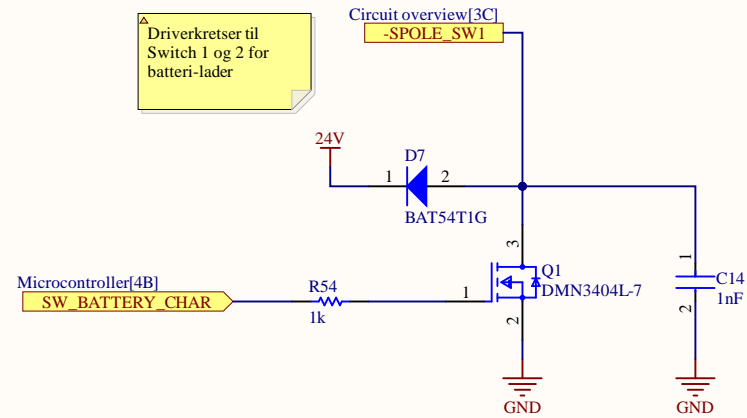 Driverkretser til
Switch 1 og 2 for
batteri-lader
Circuit overview[3C]
-SPOLE_SW1
24V
D7
1
2
BAT54T1G
3
1
Microcontroller[4B]
SW_BATTERY_CHAR
R54
1k
1
Q1
DMN3404L-7
2
C14
1nF
2
GND
GND